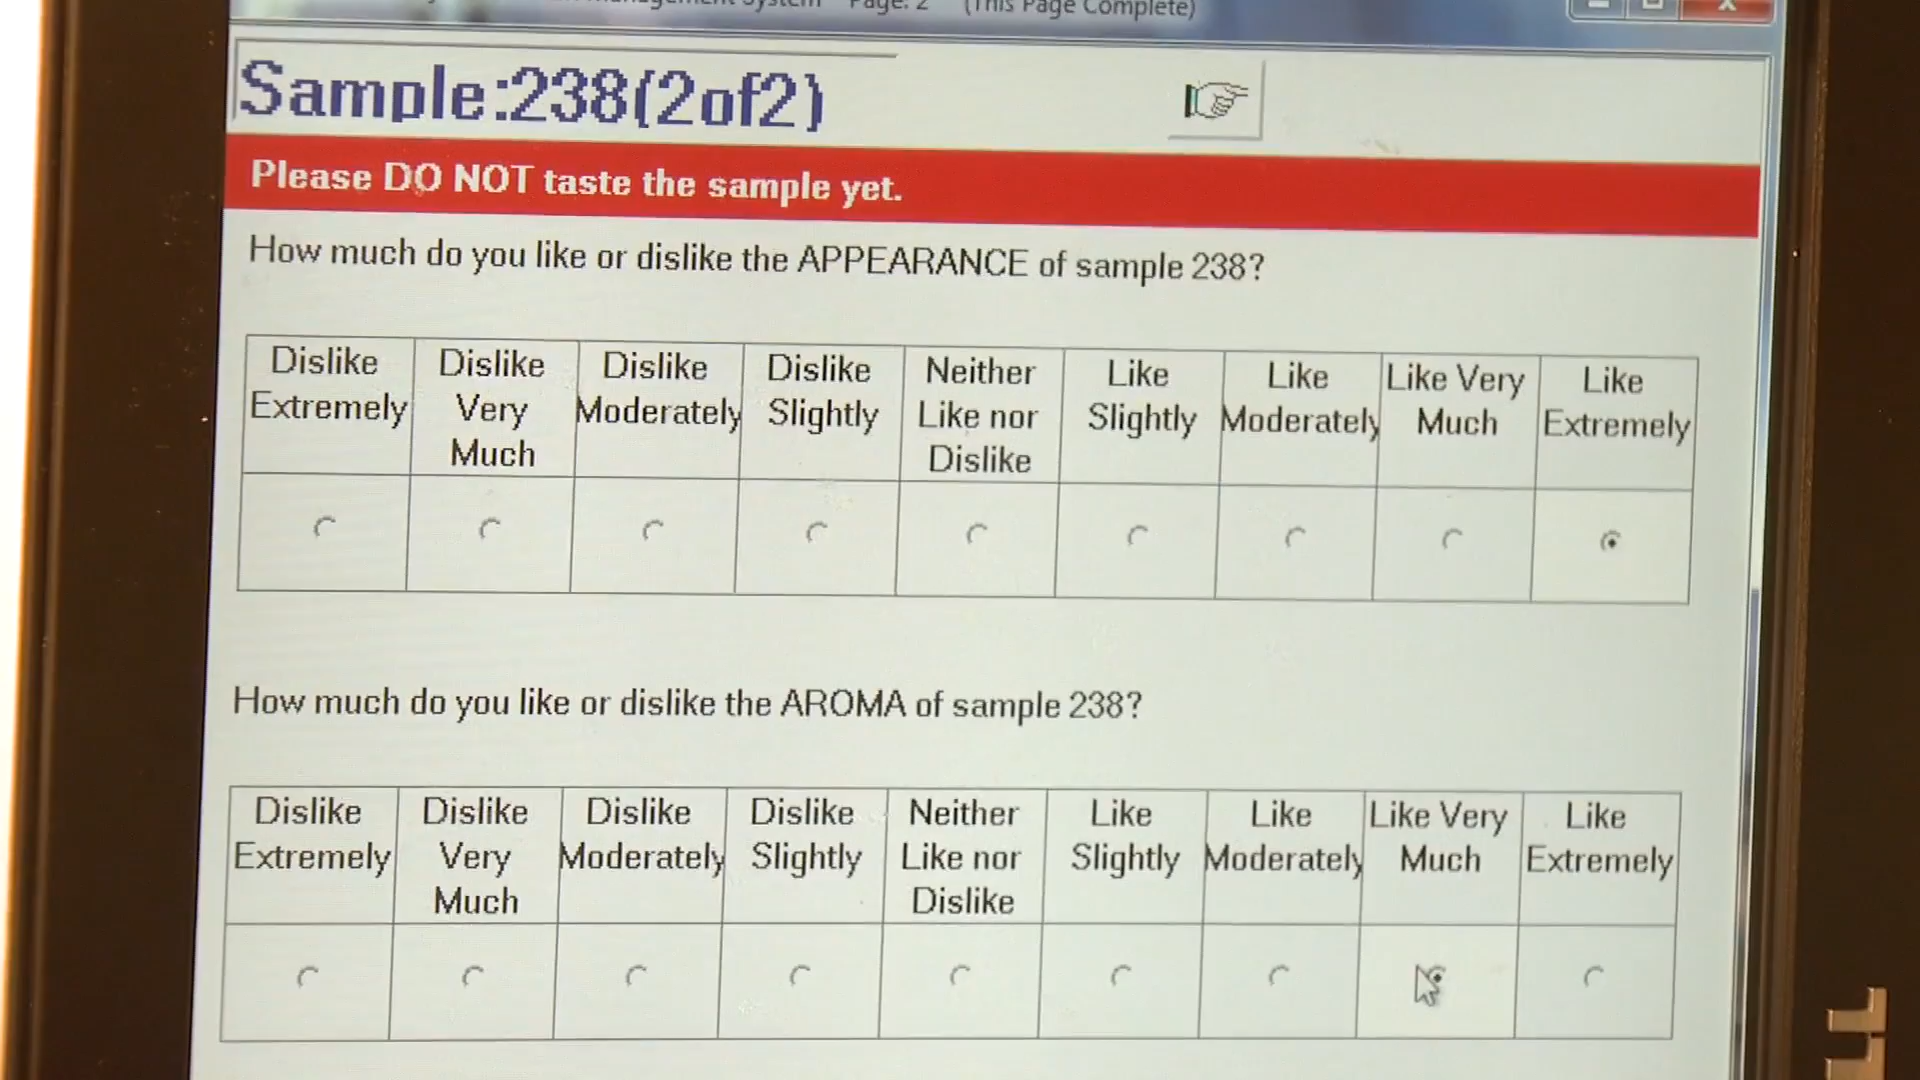 Management System Page: 2 (This Page Complete)
Sample:238(2of2)
Please DO NOT taste the sample yet.
How much do you like or dislike the APPEARANCE of sample 238?
Dislike Extremely
Dislike Very Much
Dislike Moderately
Dislike Slightly
Neither Like nor Dislike
Like Slightly
Like Moderately
Like Very Much
Like Extremely
How much do you like or dislike the AROMA of sample 238?
Dislike Extremely
Dislike Very Much
Dislike Moderately
Dislike Slightly
Neither Like nor Dislike
Like Slightly
Like Moderately
Like Very Much
Like Extremely